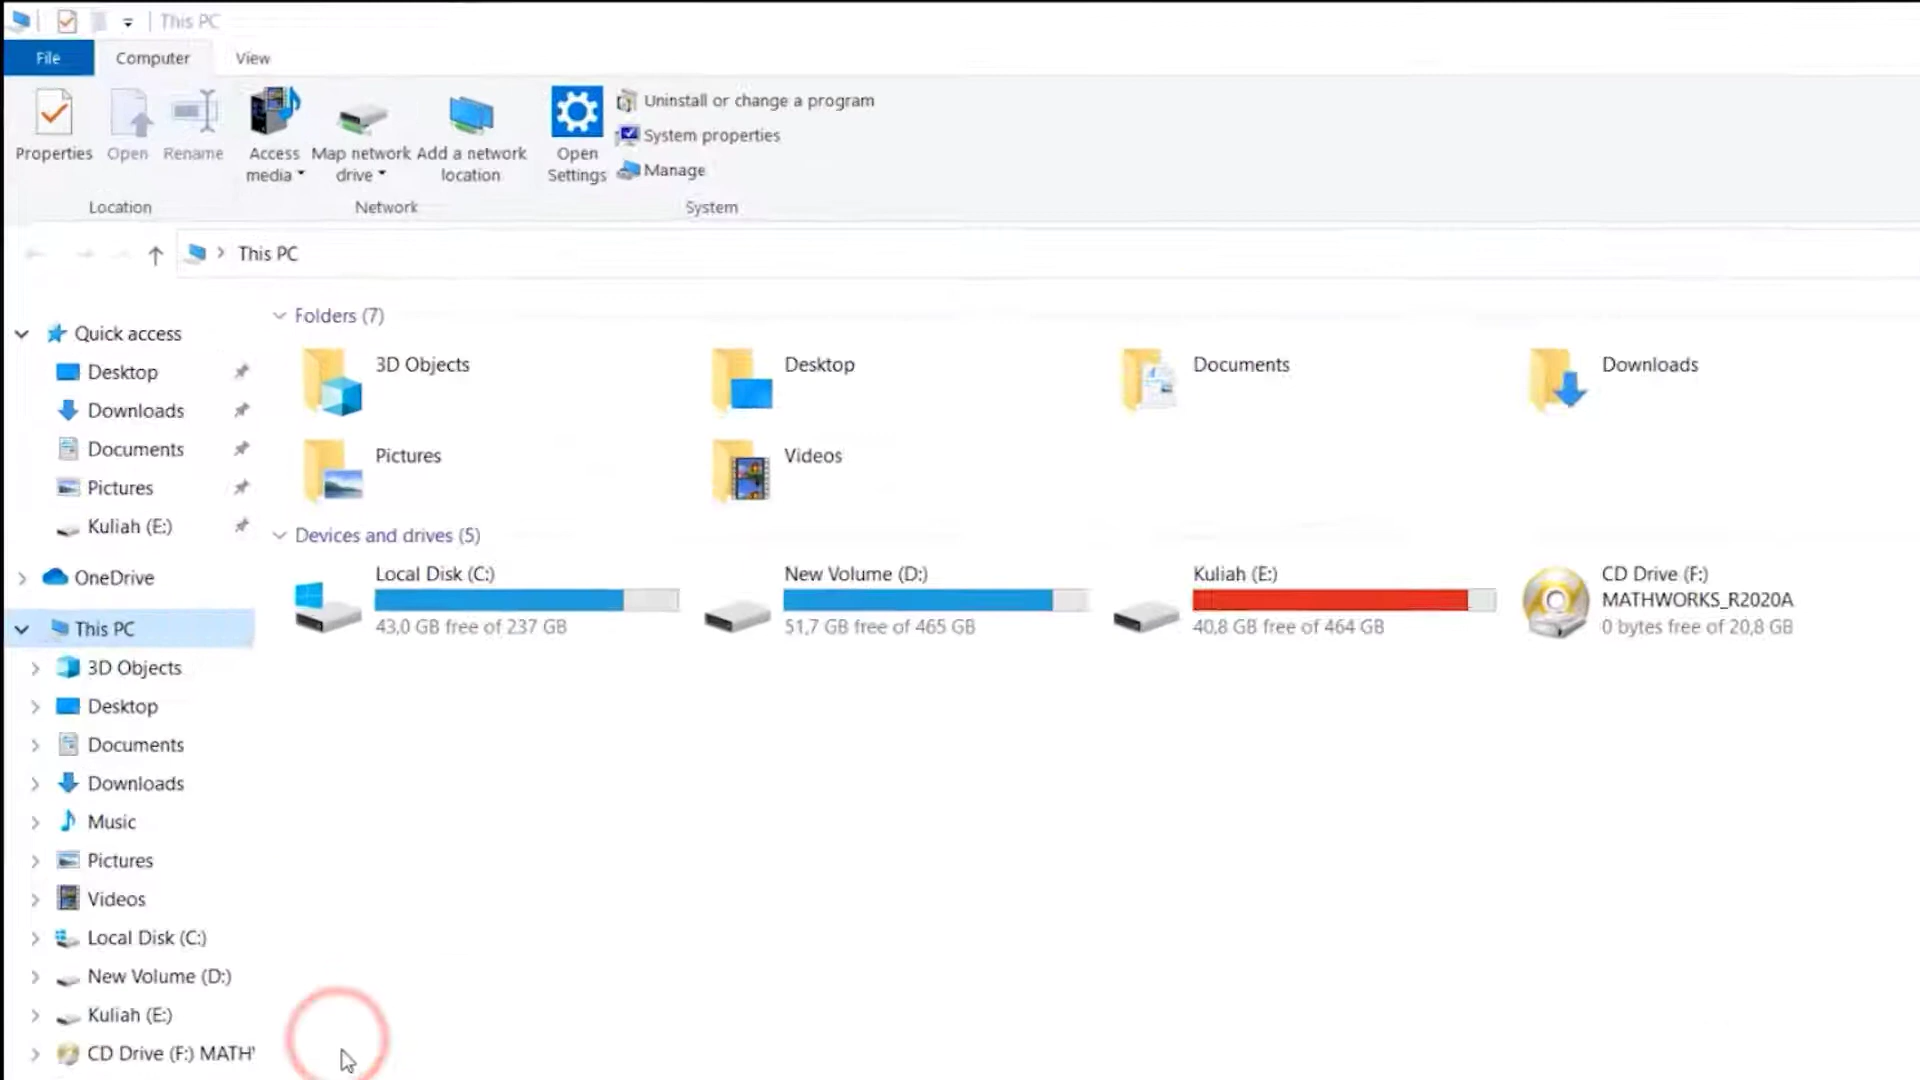 This PC
File Computer View
Uninstall or change a program
System properties
Manage
Properties Open Rename Access media Map network drive Add a network location Open Settings
Location Network System
This PC
Quick access
Desktop
Downloads
Documents
Pictures
Kuliah (E:)
OneDrive
This PC
3D Objects
Desktop
Documents
Downloads
Music
Pictures
Videos
Local Disk (C:)
New Volume (D:)
Kuliah (E:)
CD Drive (F:) MATH
Folders (7)
3D Objects Desktop Documents Downloads
Pictures Videos
Devices and drives (5)
Local Disk (C:)
43,0 GB free of 237 GB
New Volume (D:)
51,7 GB free of 465 GB
Kuliah (E:)
40,8 GB free of 464 GB
CD Drive (F:)
MATHWORKS_R2020A
0 bytes free of 20,8 GB